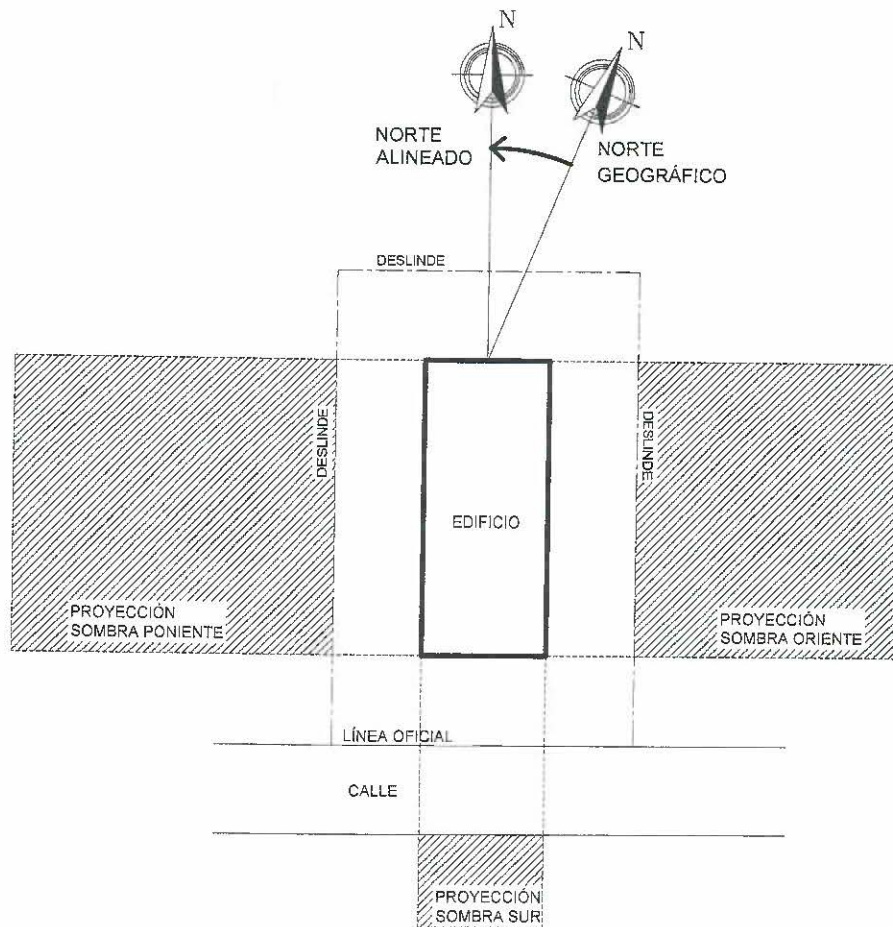 N
N
NORTE
ALINEADO
NORTE
GEOGRÁFICO
DESLINDE
DESLINDE
DESLINDE
EDIFICIO
PROYECCIÓN
SOMBRA PONIENTE
PROYECCIÓN
SOMBRA ORIENTE
LÍNEA OFICIAL
CALLE
PROYECCIÓN
SOMBRA SUR